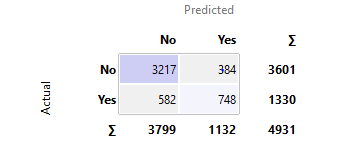 Predicted
No Yes ∑
No 3217 384 3601
Actual
Yes 582 748 1330
∑ 3799 1132 4931